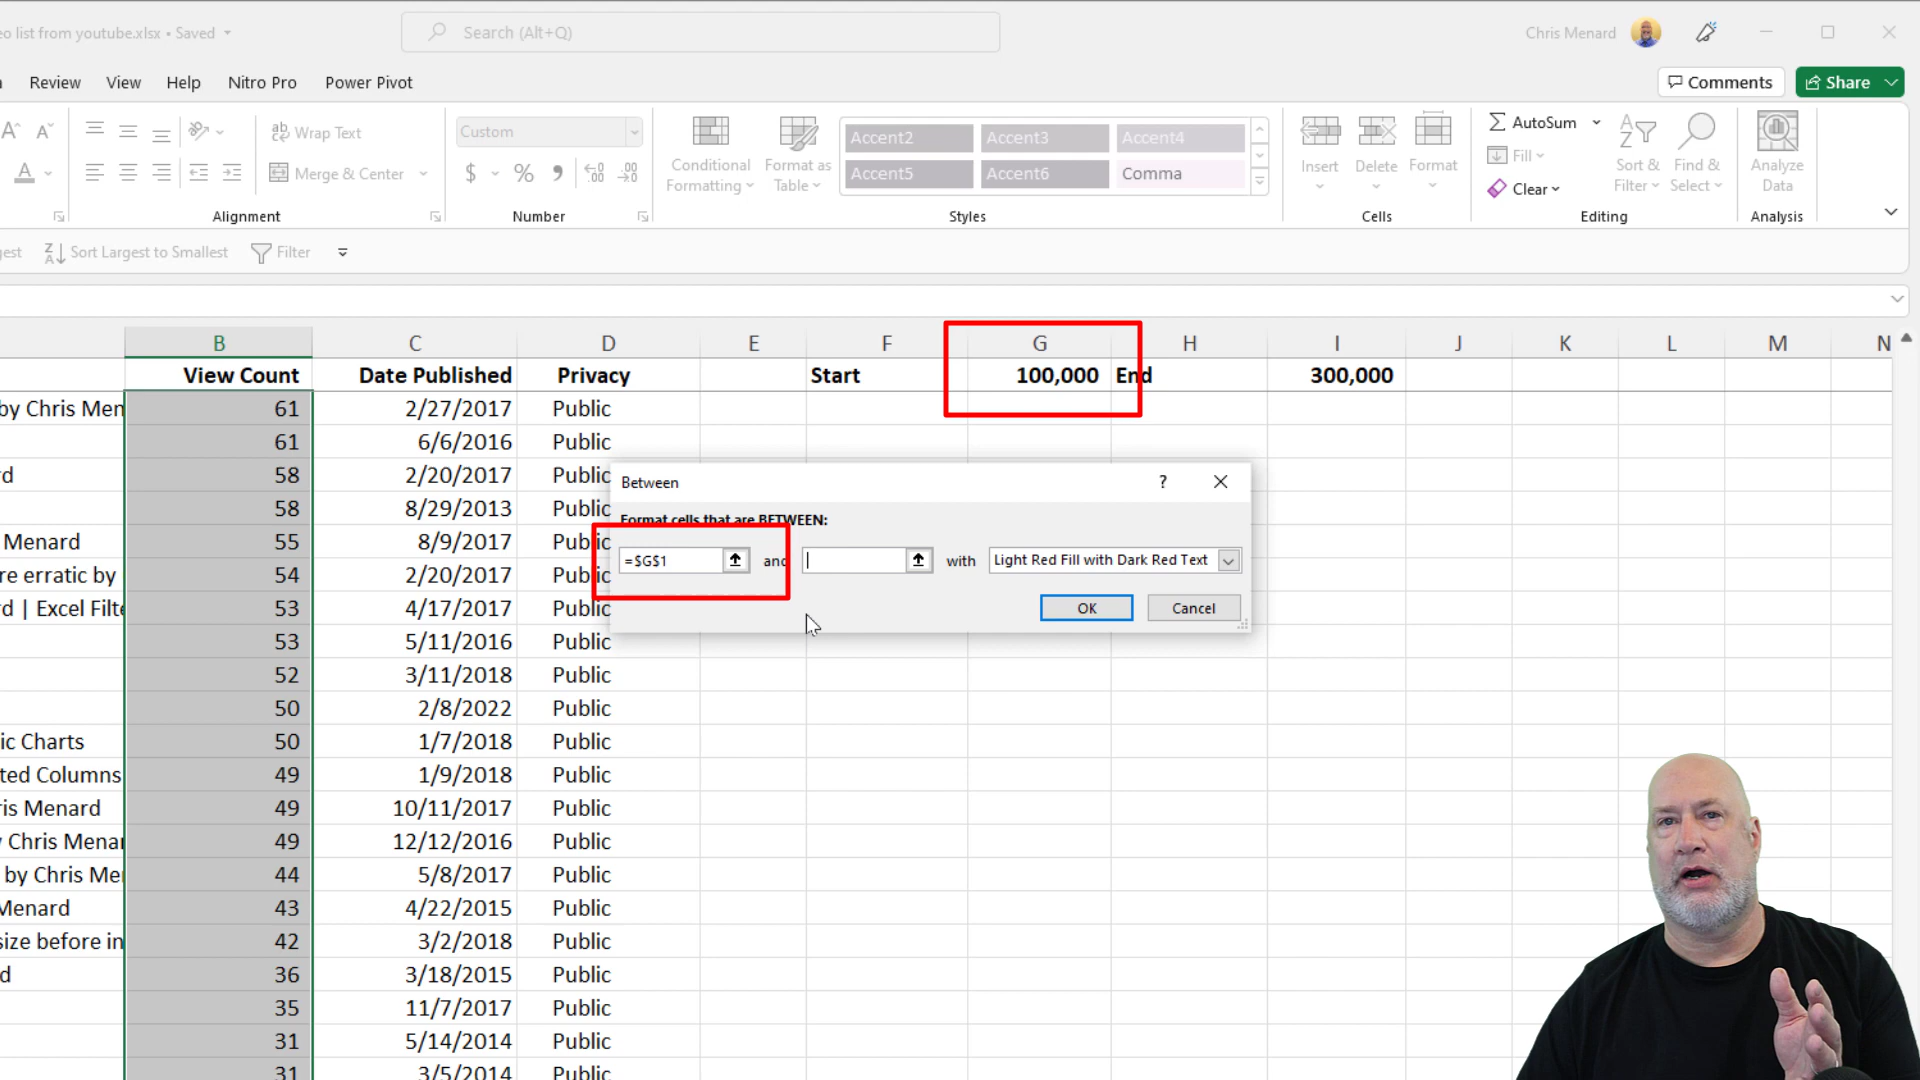 eo list from youtube.xlsx • Saved
Search (Alt+Q)
Chris Menard
Review View Help Nitro Pro Power Pivot
Comments
Share
Wrap Text
Merge & Center
Alignment
Custom
$ % ,
Number
Conditional Formatting
Format as Table
Accent2 Accent3 Accent4
Accent5 Accent6 Comma
Styles
Insert Delete Format
Cells
AutoSum
Fill
Clear
Sort & Filter
Find & Select
Editing
Analyze Data
Analysis
gest Sort Largest to Smallest Filter
B C D E F G H I J K L M N
View Count Date Published Privacy Start 100,000 End 300,000
by Chris Men 61 2/27/2017 Public
61 6/6/2016 Public
rd 58 2/20/2017 Public
58 8/29/2013 Public
Menard 55 8/9/2017 Public
re erratic by 54 2/20/2017 Public
rd | Excel Filte 53 4/17/2017 Public
53 5/11/2016 Public
52 3/11/2018 Public
50 2/8/2022 Public
ic Charts 50 1/7/2018 Public
ted Columns 49 1/9/2018 Public
ris Menard 49 10/11/2017 Public
Chris Menar 49 12/12/2016 Public
by Chris Mer 44 5/8/2017 Public
Menard 43 4/22/2015 Public
size before in 42 3/2/2018 Public
d 36 3/18/2015 Public
35 11/7/2017 Public
31 5/14/2014 Public
31 3/5/2014 Public
Between ?
Format cells that are BETWEEN:
=$G$1 and with Light Red Fill with Dark Red Text
OK Cancel